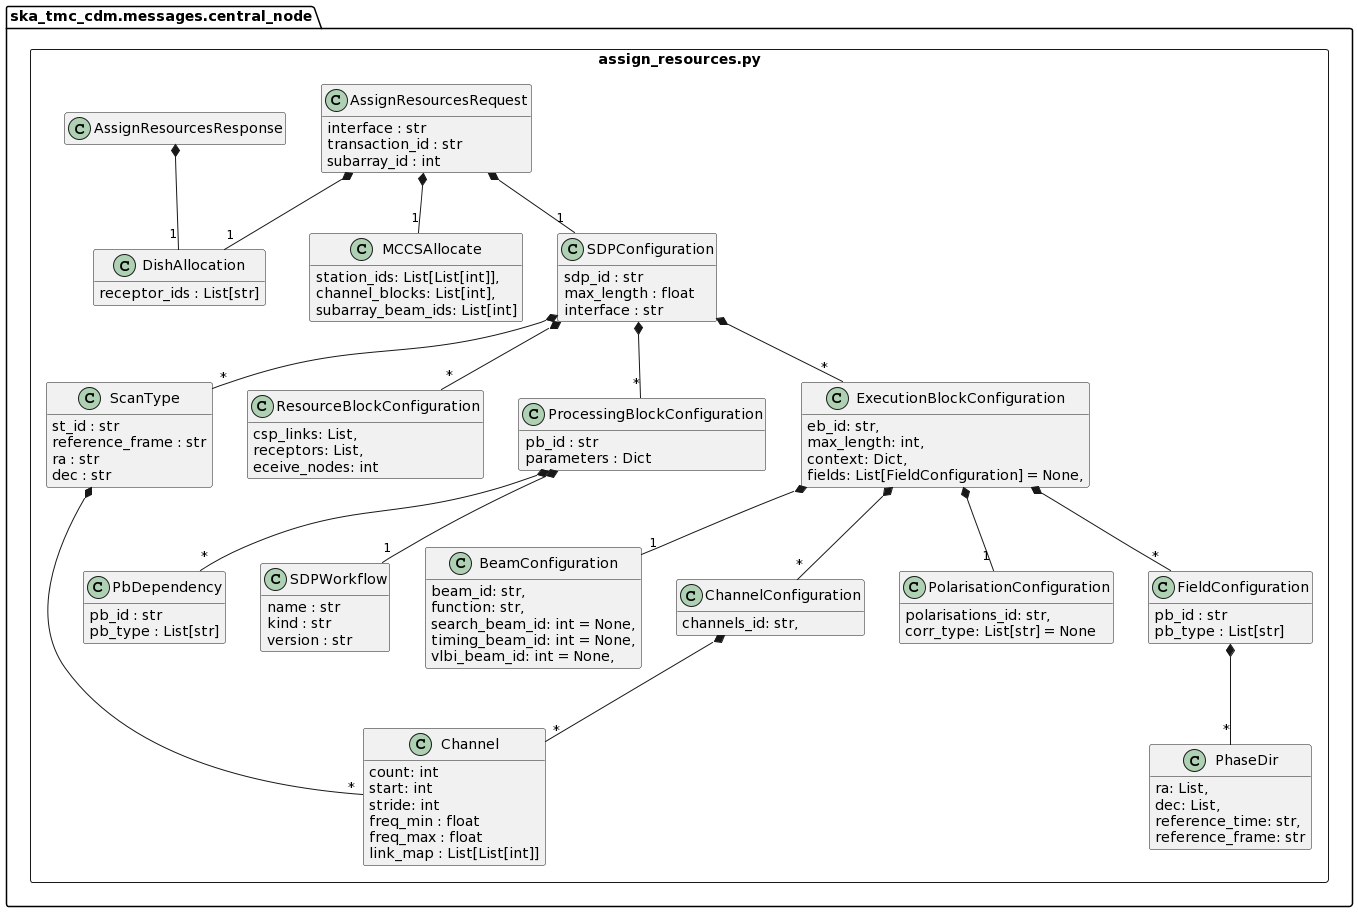 ska_tmc_cdm.messages.central_node
assign_resources.py
C AssignResourcesResponse
C AssignResourcesRequest
interface : str
transaction_id : str
subarray_id : int
1
1
1
1
C DishAllocation
receptor_ids : List[str]
C MCCSAllocate
station_ids: List[List[int]],
channel_blocks: List[int],
subarray_beam_ids: List[int]
C SDPConfiguration
sdp_id : str
max_length : float
interface : str
*
*
*
*
C ScanType
st_id : str
reference_frame : str
ra : str
dec : str
C ResourceBlockConfiguration
csp_links: List,
receptors: List,
eceive_nodes: int
C ProcessingBlockConfiguration
pb_id : str
parameters : Dict
C ExecutionBlockConfiguration
eb_id: str,
max_length: int,
context: Dict,
fields: List[FieldConfiguration] = None,
*
1
1
*
1
*
C PbDependency
pb_id : str
pb_type : List[str]
C SDPWorkflow
name : str
kind : str
version : str
C BeamConfiguration
beam_id: str,
function: str,
search_beam_id: int = None,
timing_beam_id: int = None,
vlbi_beam_id: int = None,
C ChannelConfiguration
channels_id: str,
C PolarisationConfiguration
polarisations_id: str,
corr_type: List[str] = None
C FieldConfiguration
pb_id : str
pb_type : List[str]
*
*
*
C Channel
count: int
start: int
stride: int
freq_min : float
freq_max : float
link_map : List[List[int]]
C PhaseDir
ra: List,
dec: List,
reference_time: str,
reference_frame: str